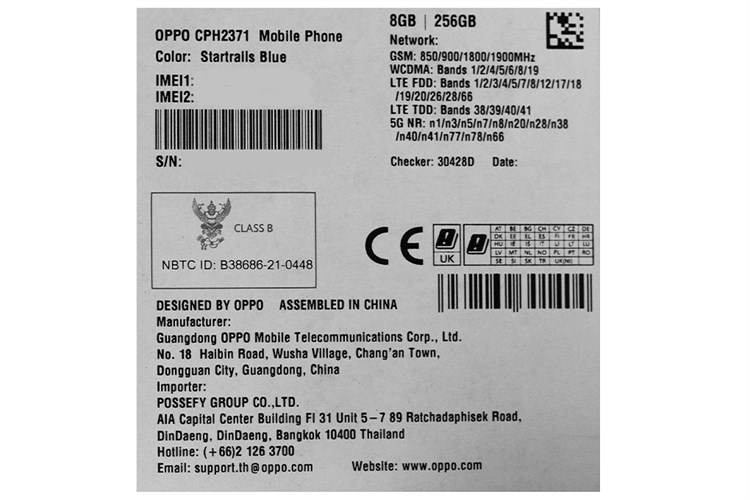 OPPO CPH2371 Mobile Phone
Color: Startrails Blue
IMEI1:
IMEI2:
S/N:
8GB | 256GB
Network:
GSM: 850/900/1800/1900MHz
WCDMA: Bands 1/2/4/5/6/8/19
LTE FDD: Bands 1/2/3/4/5/7/8/12/17/18
/19/20/26/28/66
LTE TDD: Bands 38/39/40/41
5G NR: n1/n3/n5/n7/n8/n20/n28/n38
/n40/n41/n77/n78/n66
Checker: 30428D Date:
CLASS B
NBTC ID: B38686-21-0448
CE
UK
AT BE BG CH CY CZ DE
DK EE EL ES FI FR HR
HU IE IS IT LI LT LU
LV MT NL NO PL PT RO
SE SI SK TR UK(NI)
DESIGNED BY OPPO ASSEMBLED IN CHINA
Manufacturer:
Guangdong OPPO Mobile Telecommunications Corp., Ltd.
No. 18 Haibin Road, Wusha Village, Chang'an Town,
Dongguan City, Guangdong, China
Importer:
POSSEFY GROUP CO.,LTD.
AIA Capital Center Building Fl 31 Unit 5-7 89 Ratchadaphisek Road,
DinDaeng, DinDaeng, Bangkok 10400 Thailand
Hotline: (+66)2 126 3700
Email: support.th@oppo.com Website: www.oppo.com